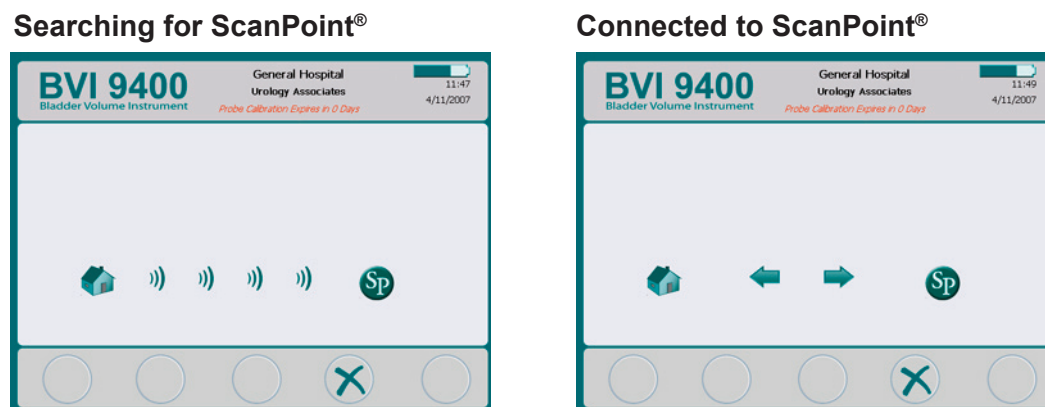 Searching for ScanPoint®
BVI 9400
Bladder Volume Instrument
General Hospital
Urology Associates
Probe Calibration Expires in 0 Days
11:47
4/11/2007
SP
Connected to ScanPoint®
BVI 9400
Bladder Volume Instrument
General Hospital
Urology Associates
Probe Calibration Expires in 0 Days
11:49
4/11/2007
SP